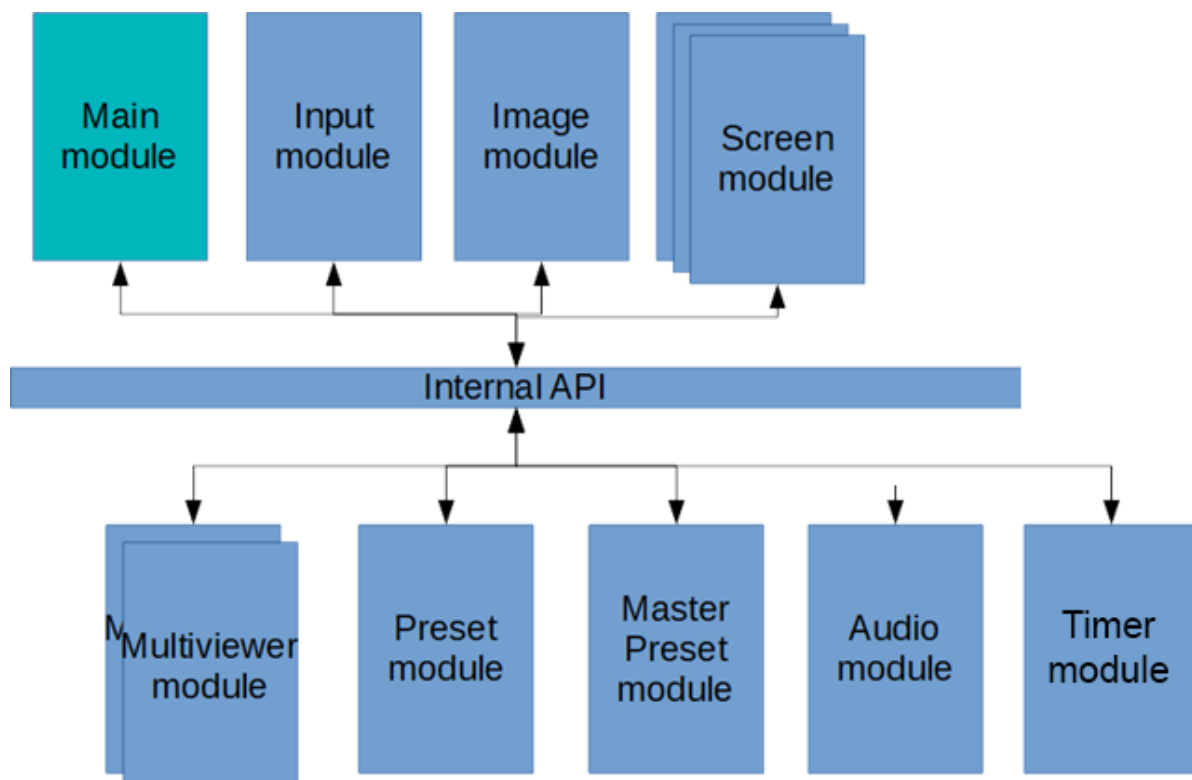 Main
module
Input
module
Image
module
Screen
module
Internal API
M
Multiviewer
module
Preset
module
Master
Preset
module
Audio
module
Timer
module